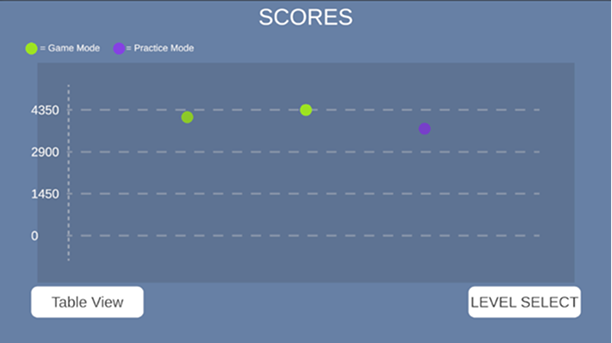 SCORES
= Game Mode = Practice Mode
4350
2900
1450
0
Table View
LEVEL SELECT